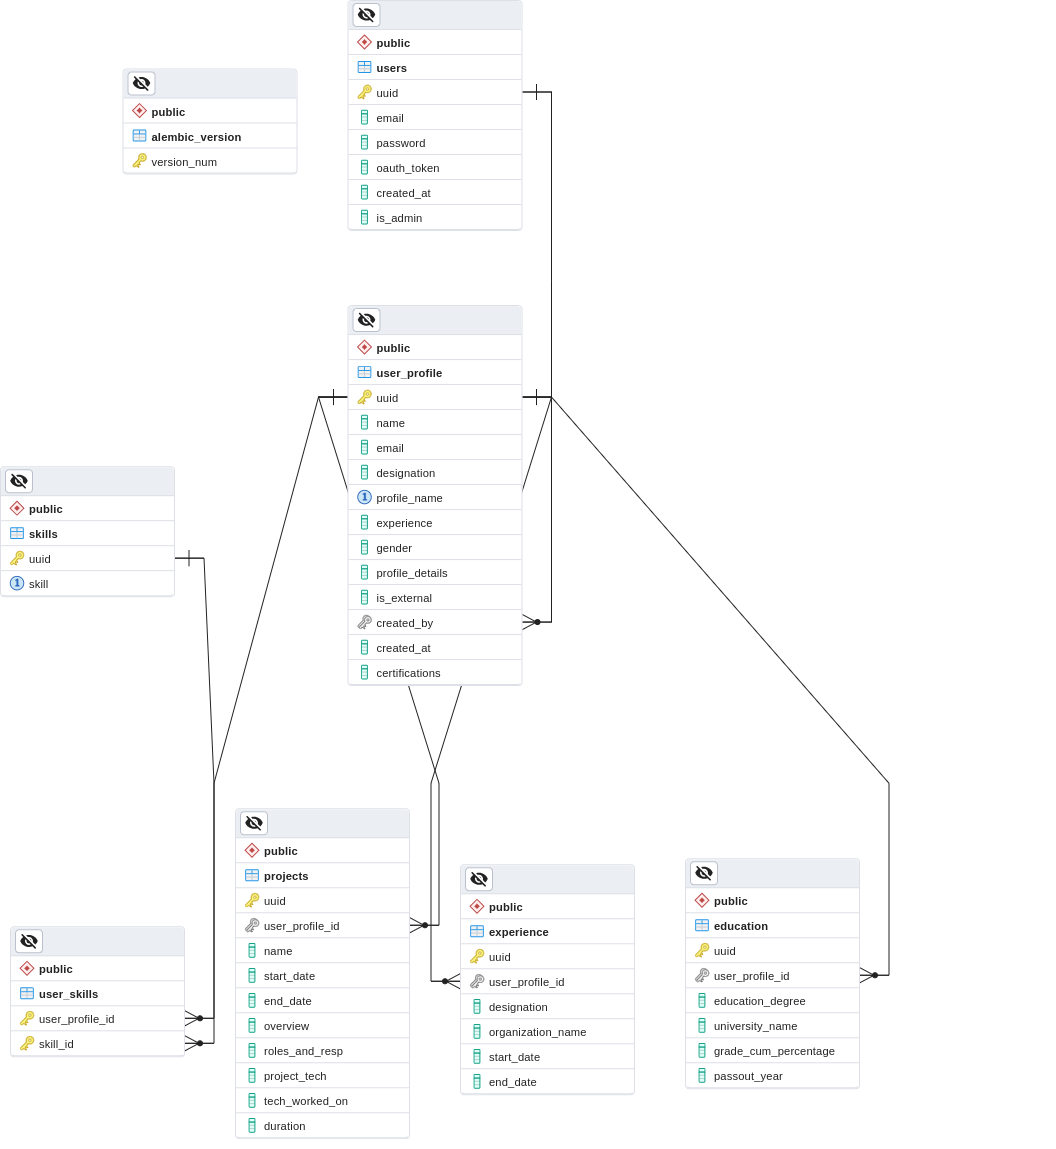 public
users
uuid
email
password
oauth_token
created_at
is_admin
public
alembic_version
version_num
public
user_profile
uuid
name
email
designation
1 profile_name
experience
gender
profile_details
is_external
created_by
created_at
certifications
public
skills
uuid
1 skill
public
projects
uuid
user_profile_id
name
start_date
end_date
overview
roles_and_resp
project_tech
tech_worked_on
duration
public
experience
uuid
user_profile_id
designation
organization_name
start_date
end_date
public
education
uuid
user_profile_id
education_degree
university_name
grade_cum_percentage
passout_year
public
user_skills
user_profile_id
skill_id